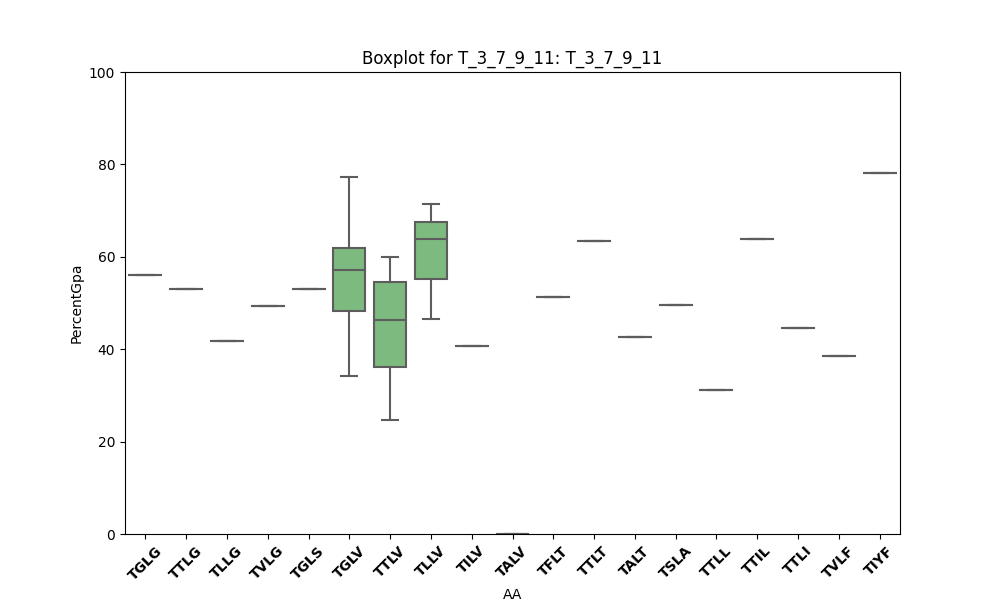 Boxplot for T_3_7_9_11: T_3_7_9_11
PercentGpa
100
80
60
40
20
0
TGLG TTLG TLLG TVLG TGLS TGLV TTLV TLLV TILV TALV TFLT TTLT TALT TSLA TTLL TTIL TTLI TVLF TIYF
AA